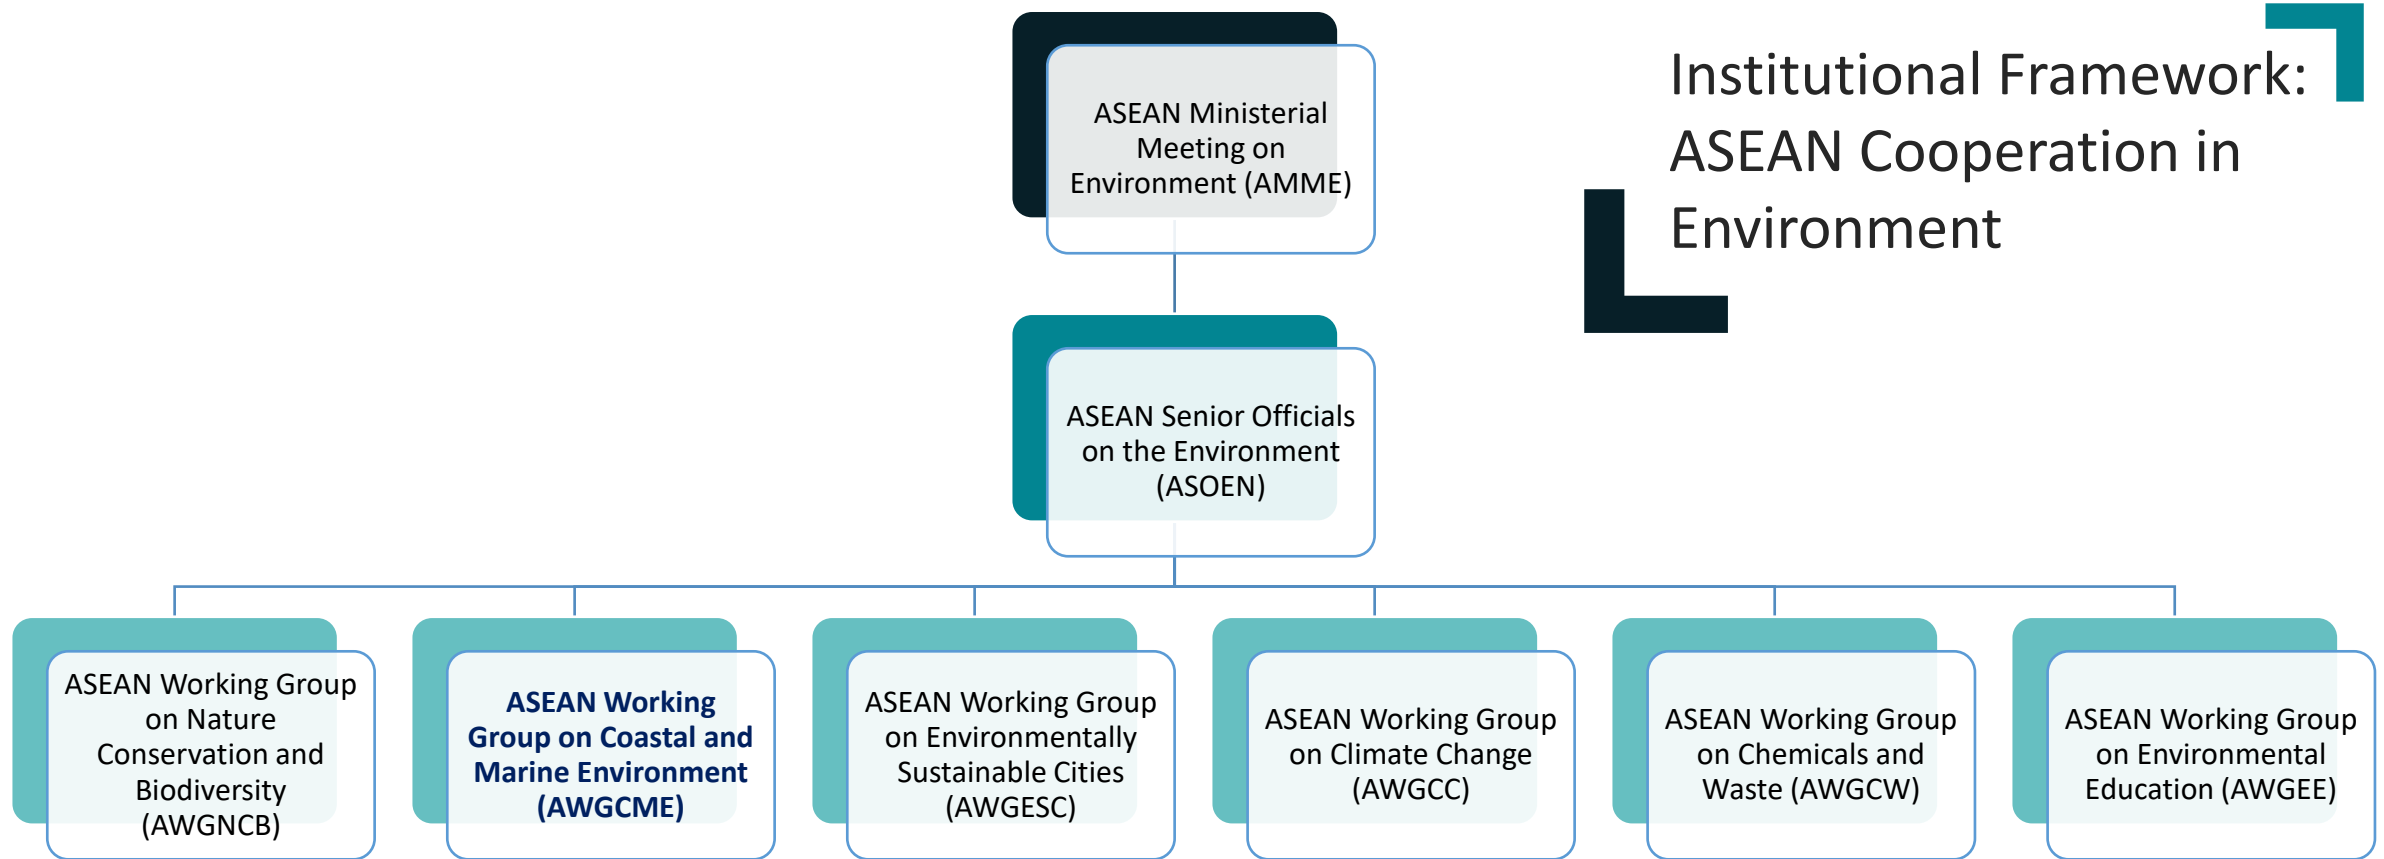 Institutional Framework:
ASEAN Cooperation in
Environment
ASEAN Ministerial
Meeting on
Environment (AMME)
ASEAN Senior Officials
on the Environment
(ASOEN)
ASEAN Working Group
on Nature
Conservation and
Biodiversity
(AWGNCB)
ASEAN Working
Group on Coastal and
Marine Environment
(AWGCME)
ASEAN Working Group
on Environmentally
Sustainable Cities
(AWGESC)
ASEAN Working Group
on Climate Change
(AWGCC)
ASEAN Working Group
on Chemicals and
Waste (AWGCW)
ASEAN Working Group
on Environmental
Education (AWGEE)